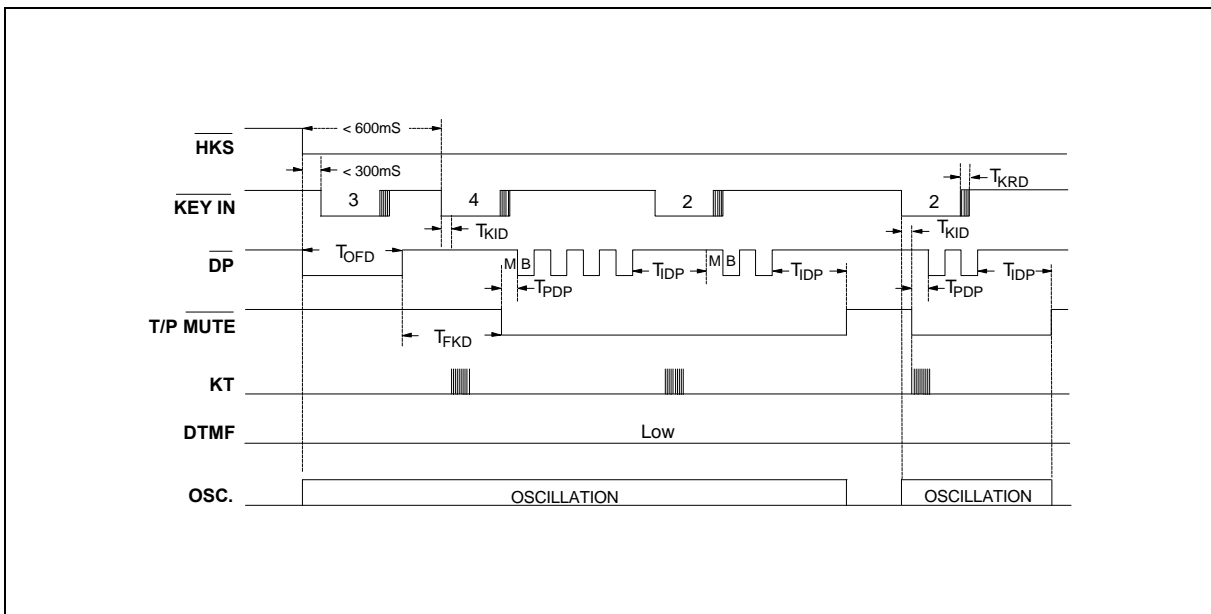 < 600mS
HKS
< 300mS
TKRD
KEY IN
3
4
2
2
TKID
TKID
DP
TOFD
M B
TIDP
M B
TIDP
TIDP
TPDP
TPDP
T/P MUTE
TFKD
KT
DTMF
Low
OSC.
OSCILLATION
OSCILLATION